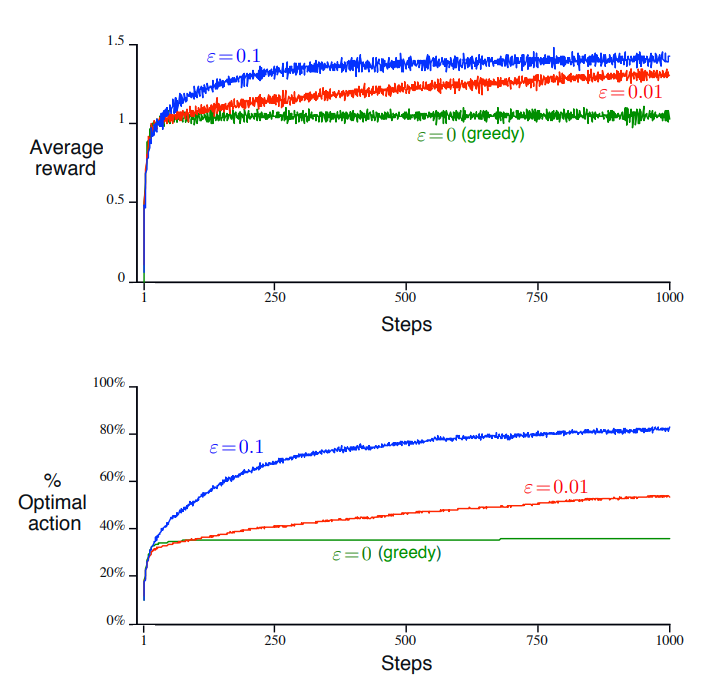 1.5
ε=0.1
1
ε=0.01
Average
reward
ε=0 (greedy)
0.5
0
1
250
500
750
1000
Steps
100%
80%
ε=0.1
%
Optimal
action
60%
ε=0.01
40%
ε=0 (greedy)
20%
0%
1
250
500
750
1000
Steps